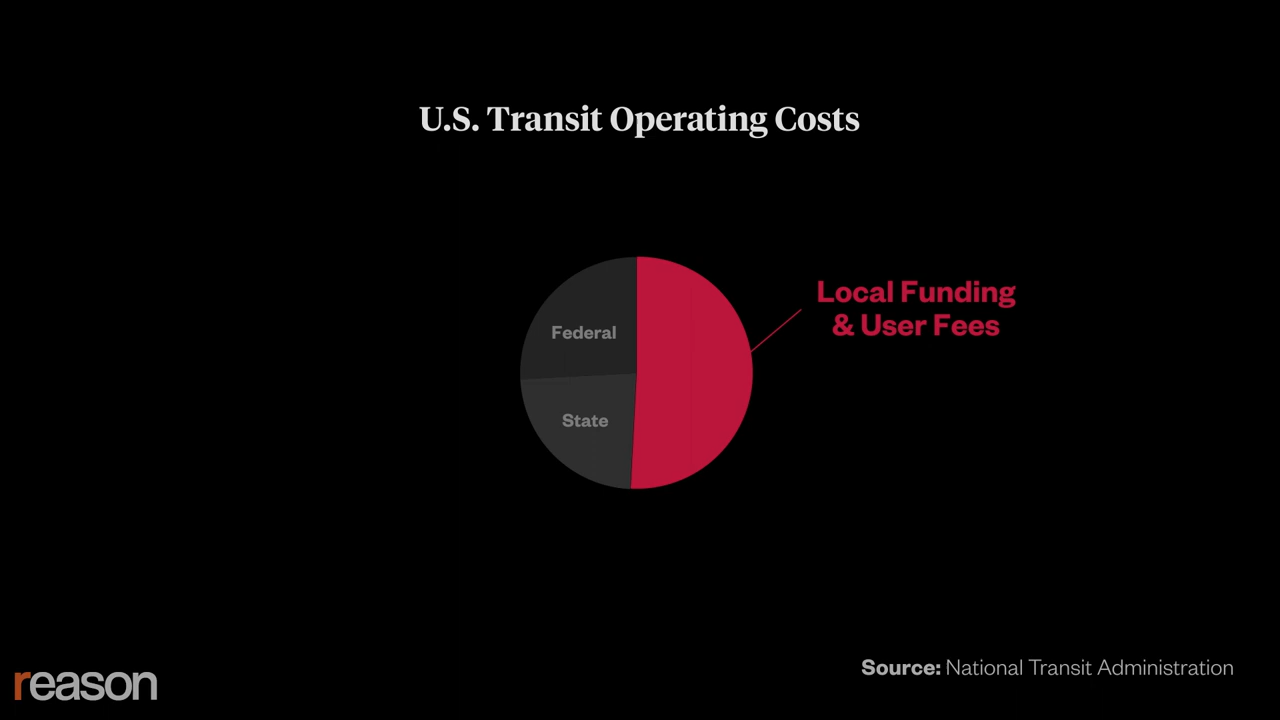 U.S. Transit Operating Costs
Local Funding
& User Fees
Federal
State
Source: National Transit Administration
reason